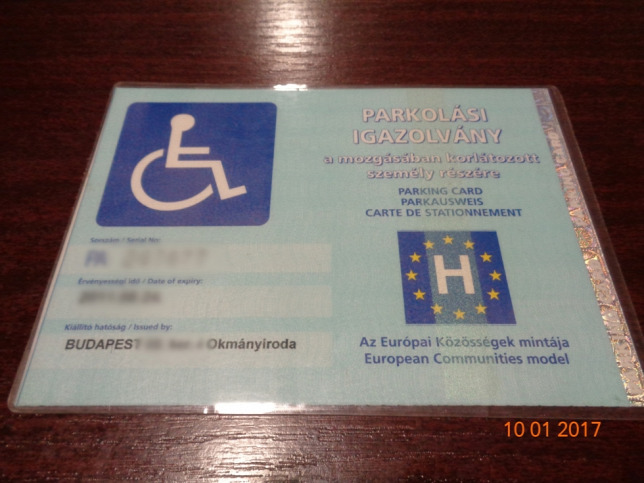 PARKOLÁSI
IGAZOLVÁNY
a mozgásában korlátozott
személy részére
PARKING CARD
PARKAUSWEIS
CARTE DE STATIONNEMENT
Sorszám / Serial No:
Érvényességi idő / Date of expiry:
Kiállító hatóság / Issued by:
BUDAPEST Okmányiroda
H
Az Európai Közösségek mintája
European Communities model
10 01 2017